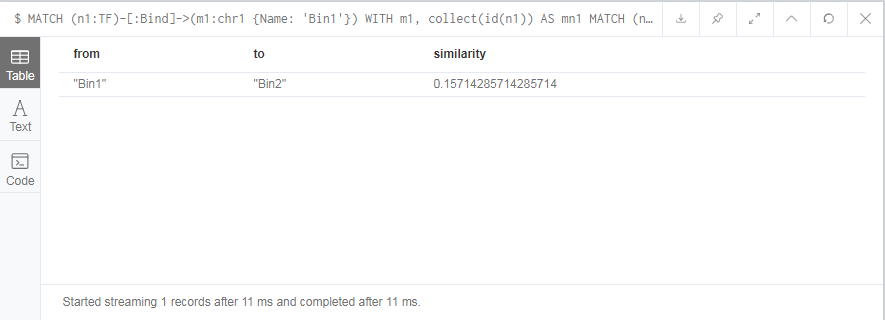 $ MATCH (n1:TF)-[:Bind]->(m1:chr1 {Name: 'Bin1'}) WITH m1, collect(id(n1)) AS mn1 MATCH (n…
Table
from to similarity
"Bin1" "Bin2" 0.15714285714285714
A
Text
Code
Started streaming 1 records after 11 ms and completed after 11 ms.